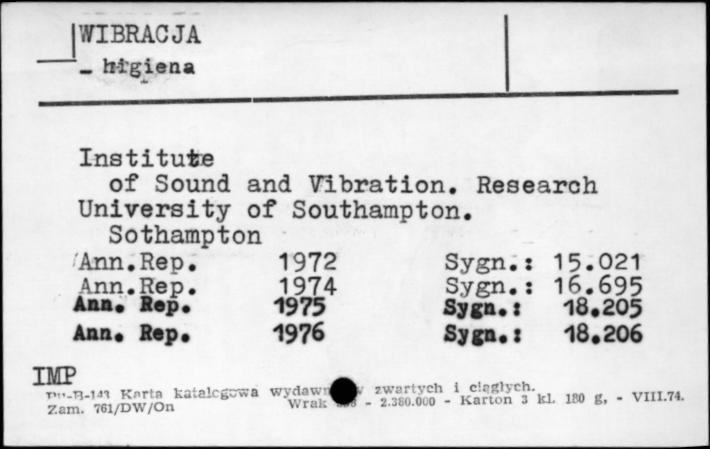 WIBRACJA
- higiena
Institute
of Sound and Vibration. Research
University of Southampton.
Sothampton
Ann.Rep. 1972 Sygn.: 15.021
Ann.Rep. 1974 Sygn.: 16.695
Ann. Rep. 1975 Sygn.: 18.205
Ann. Rep. 1976 Sygn.: 18.206
IMP
Pu-B-143 Karta katalogowa wydawn zwartych i ciągłych.
Zam. 761/DW/On Wrak - 2.380.000 - Karton 3 kl. 180 g, - VIII.74.